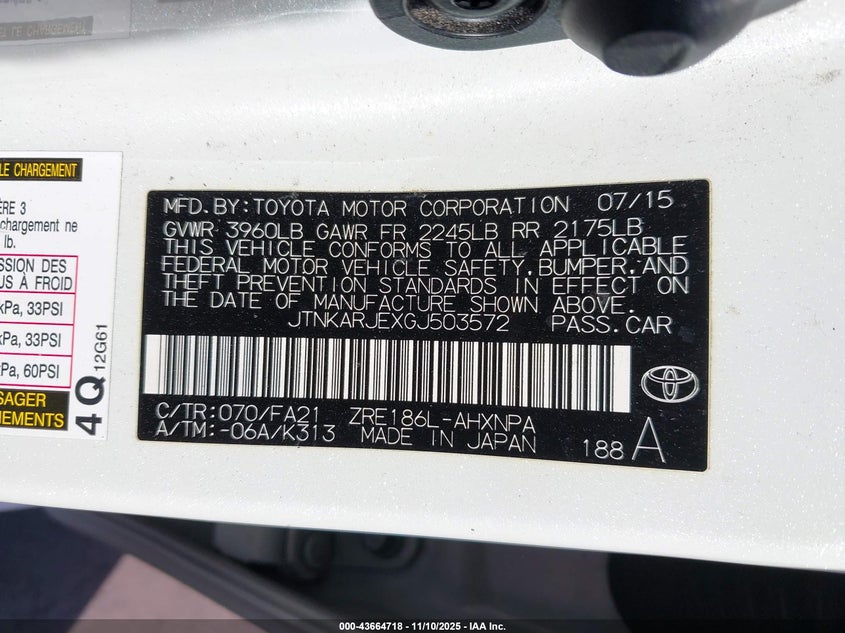 LE CHARGEMENT
ÈRE 3
chargement ne
lb.
SSION DES
US À FROID
kPa, 33PSI
kPa, 33PSI
Pa, 60PSI
SAGER
NEMENTS
4Q 12G61
MFD.BY:TOYOTA MOTOR CORPORATION 07/15
GVWR 3960LB GAWR FR 2245LB RR 2175LB
THIS VEHICLE CONFORMS TO ALL APPLICABLE
FEDERAL MOTOR VEHICLE SAFETY,BUMPER,AND
THEFT PREVENTION STANDARDS IN EFFECT ON
THE DATE OF MANUFACTURE SHOWN ABOVE.
JTNKARJEXGJ503572 PASS.CAR
C/TR:070/FA21 ZRE186L-AHXNPA
A/TM:-06A/K313 MADE IN JAPAN 188 A
000-43664718 - 11/10/2025 - IAA Inc.